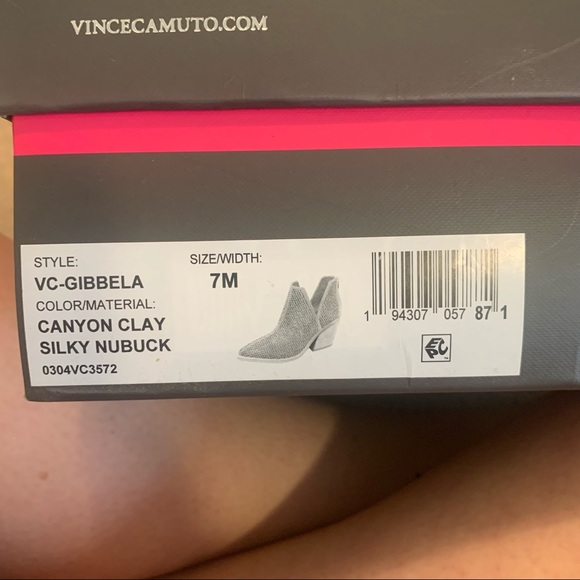 VINCECAMUTO.COM
STYLE:
VC-GIBBELA
COLOR/MATERIAL:
CANYON CLAY
SILKY NUBUCK
0304VC3572
SIZE/WIDTH:
7M
1 94307 057 87 1